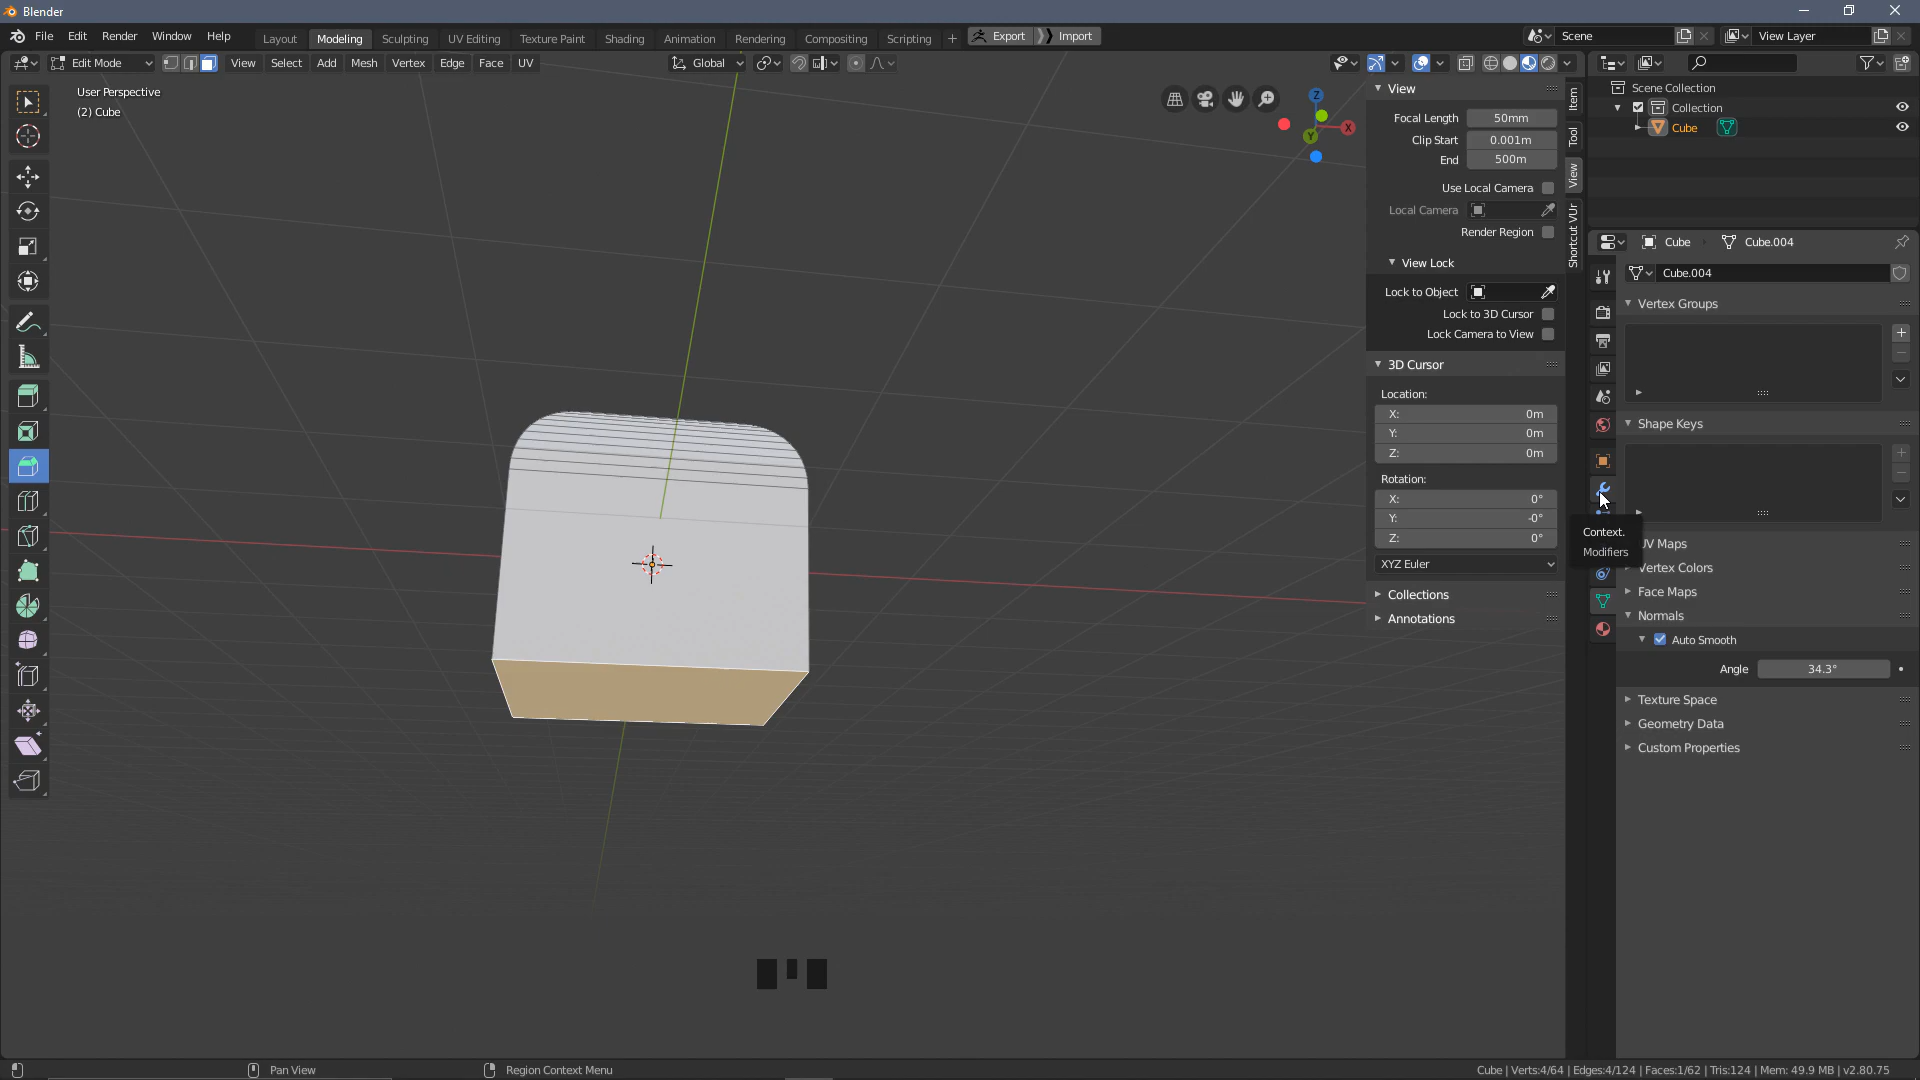 Blender
File Edit Render Window Help Layout Modeling Sculpting UV Editing Texture Paint Shading Animation Rendering Compositing Scripting + Export Import Scene View Layer
Edit Mode View Select Add Mesh Vertex Edge Face UV Global
User Perspective
(2) Cube
Z
X
Y
View
Focal Length 50mm
Clip Start 0.001m
End 500m
Use Local Camera
Local Camera
Render Region
View Lock
Lock to Object
Lock to 3D Cursor
Lock Camera to View
3D Cursor
Location:
X: 0m
Y: 0m
Z: 0m
Rotation:
X: 0°
Y: -0°
Z: 0°
XYZ Euler
Collections
Annotations
Item
Tool
View
Shortcut VUr
Scene Collection
Collection
Cube
Cube Cube.004
Cube.004
Vertex Groups
Shape Keys
Context.
Modifiers
UV Maps
Vertex Colors
Face Maps
Normals
Auto Smooth
Angle 34.3°
Texture Space
Geometry Data
Custom Properties
Pan View Region Context Menu Cube | Verts:4/64 | Edges:4/124 | Faces:1/62 | Tris:124 | Mem: 49.9 MB | v2.80.75